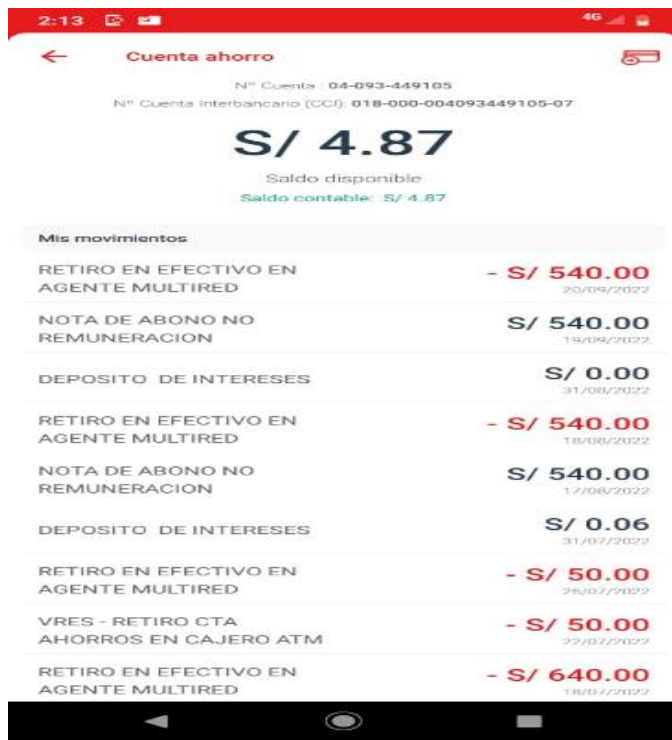 2:13
4G
Cuenta ahorro
N° Cuenta : 04-093-449105
N° Cuenta Interbancario (CCI): 018-000-004093449105-07
S/ 4.87
Saldo disponible
Saldo contable: S/ 4.87
Mis movimientos
RETIRO EN EFECTIVO EN
AGENTE MULTIRED
- S/ 540.00
20/09/2022
NOTA DE ABONO NO
REMUNERACION
S/ 540.00
19/09/2022
DEPOSITO DE INTERESES
S/ 0.00
31/08/2022
RETIRO EN EFECTIVO EN
AGENTE MULTIRED
- S/ 540.00
18/08/2022
NOTA DE ABONO NO
REMUNERACION
S/ 540.00
17/08/2022
DEPOSITO DE INTERESES
S/ 0.06
31/07/2022
RETIRO EN EFECTIVO EN
AGENTE MULTIRED
- S/ 50.00
VRES - RETIRO CTA
AHORROS EN CAJERO ATM
- S/ 50.00
22/07/2022
RETIRO EN EFECTIVO EN
AGENTE MULTIRED
- S/ 640.00
18/07/2022